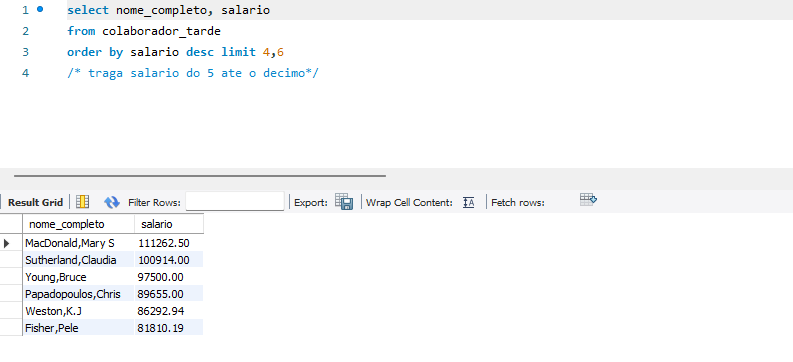 1 select nome_completo, salario
2 from colaborador_tarde
3 order by salario desc limit 4,6
4 /* traga salario do 5 ate o decimo*/
Result Grid Filter Rows: Export: Wrap Cell Content: IA Fetch rows:
nome_completo salario
MacDonald,Mary S 111262.50
Sutherland,Claudia 100914.00
Young,Bruce 97500.00
Papadopoulos,Chris 89655.00
Weston,K.J 86292.94
Fisher,Pele 81810.19